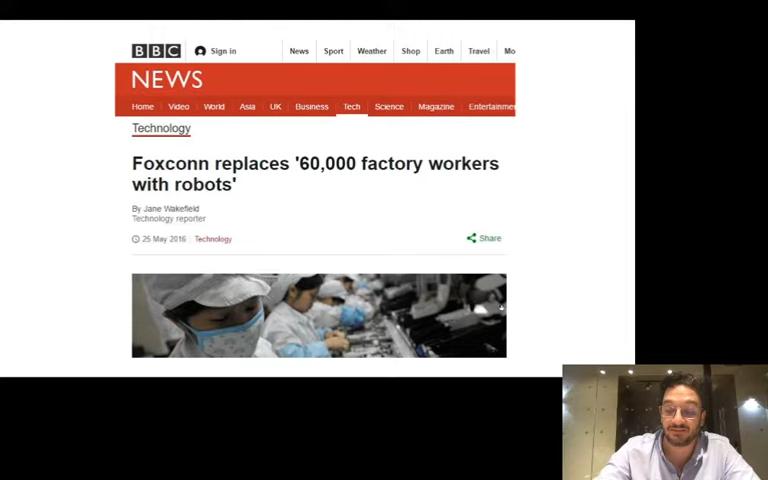 BBC Sign in News Sport Weather Shop Earth Travel Mo
NEWS
Home Video World Asia UK Business Tech Science Magazine Entertainmen
Technology
Foxconn replaces '60,000 factory workers
with robots'
By Jane Wakefield
Technology reporter
25 May 2016 Technology
Share